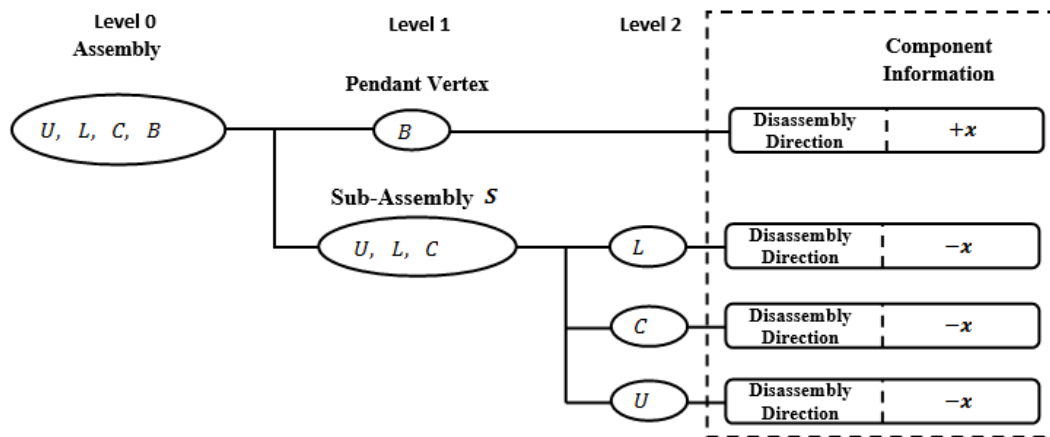 Level 0
Level 1
Level 2
Assembly
Component
Information
Pendant Vertex
U, L, C, B
B
Disassembly
Direction
+x
Sub-Assembly S
U, L, C
L
Disassembly
Direction
−x
C
Disassembly
Direction
−x
U
Disassembly
Direction
−x